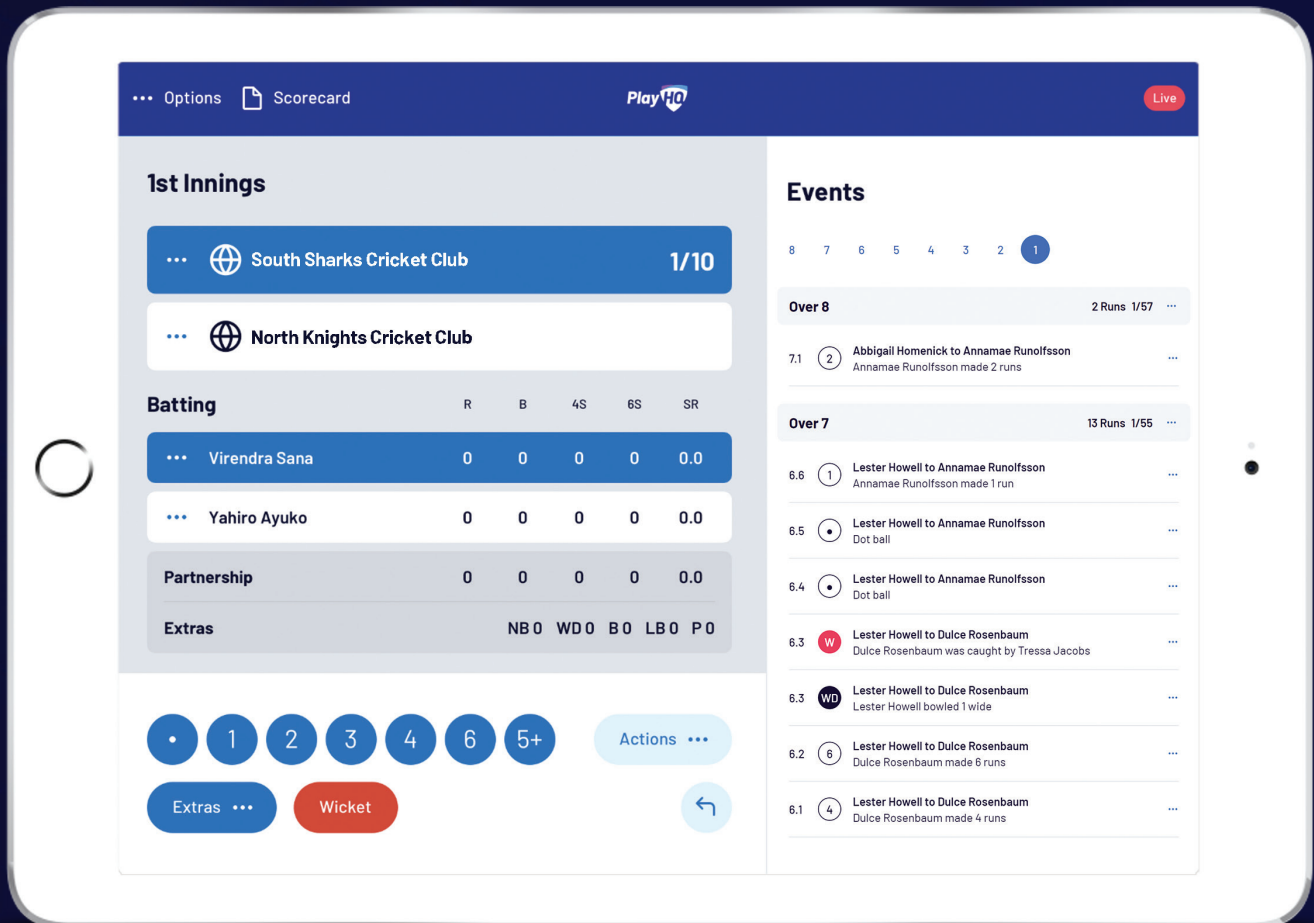 ••• Options Scorecard PlayHQ Live
1st Innings
••• South Sharks Cricket Club 1/10
••• North Knights Cricket Club
Batting R B 4S 6S SR
••• Virendra Sana 0 0 0 0 0.0
••• Yahiro Ayuko 0 0 0 0 0.0
Partnership 0 0 0 0 0.0
Extras NB 0 WD 0 B 0 LB 0 P 0
• 1 2 3 4 6 5+ Actions •••
Extras ••• Wicket
Events
8 7 6 5 4 3 2 1
Over 8 2 Runs 1/57 •••
7.1 2 Abbigail Homenick to Annamae Runolfsson •••
Annamae Runolfsson made 2 runs
Over 7 13 Runs 1/55 •••
6.6 1 Lester Howell to Annamae Runolfsson •••
Annamae Runolfsson made 1 run
6.5 • Lester Howell to Annamae Runolfsson •••
Dot ball
6.4 • Lester Howell to Annamae Runolfsson •••
Dot ball
6.3 W Lester Howell to Dulce Rosenbaum •••
Dulce Rosenbaum was caught by Tressa Jacobs
6.3 WD Lester Howell to Dulce Rosenbaum •••
Lester Howell bowled 1 wide
6.2 6 Lester Howell to Dulce Rosenbaum •••
Dulce Rosenbaum made 6 runs
6.1 4 Lester Howell to Dulce Rosenbaum •••
Dulce Rosenbaum made 4 runs